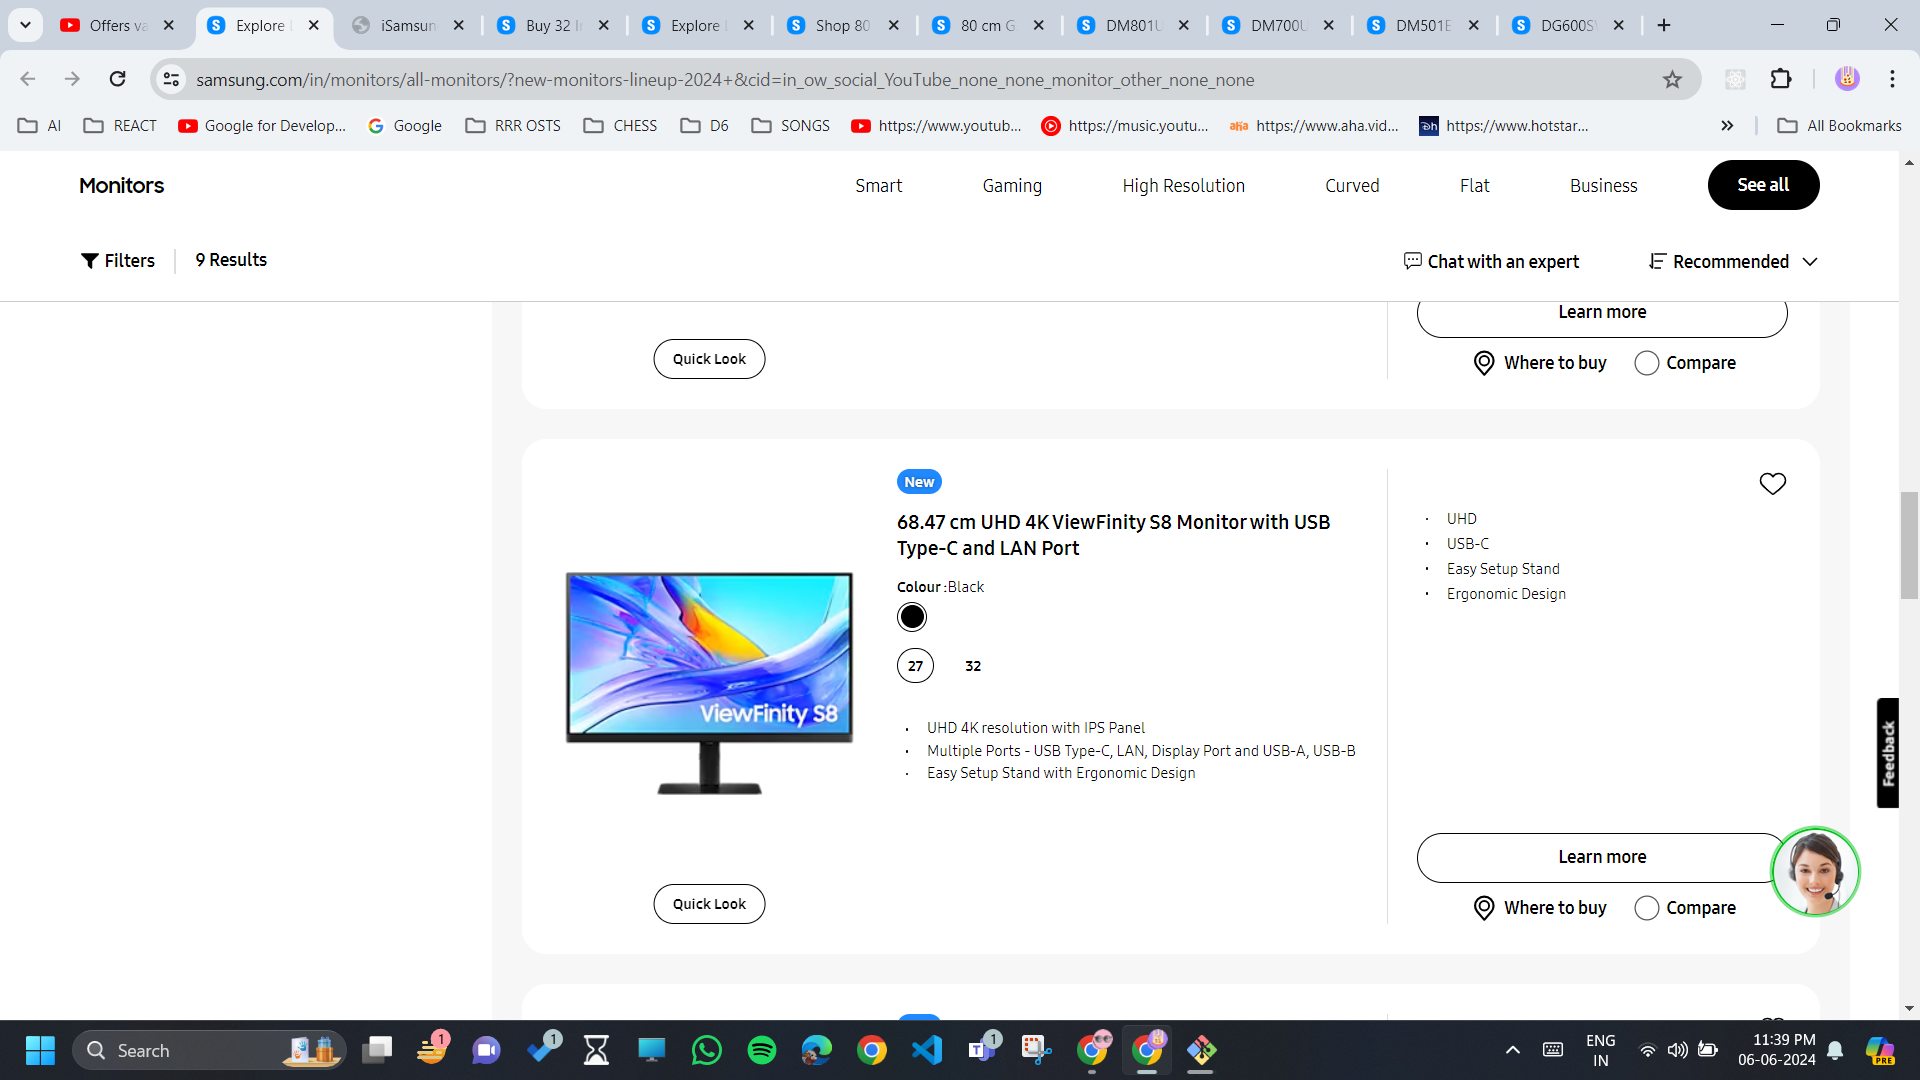 Offers va
Explore
iSamsun
Buy 32 I
Explore
Shop 80
80 cm G
DM801U
DM700U
DM501E
DG600S
samsung.com/in/monitors/all-monitors/?new-monitors-lineup-2024+&cid=in_ow_social_YouTube_none_none_monitor_other_none_none
AI
REACT
Google for Develop...
Google
RRR OSTS
CHESS
D6
SONGS
https://www.youtub...
https://music.youtu...
aha
https://www.aha.vid...
https://www.hotstar...
All Bookmarks
Monitors
Smart
Gaming
High Resolution
Curved
Flat
Business
See all
Filters
9 Results
Chat with an expert
Recommended
Learn more
Quick Look
Where to buy
Compare
New
68.47 cm UHD 4K ViewFinity S8 Monitor with USB
Type-C and LAN Port
Colour :Black
27
32
UHD 4K resolution with IPS Panel
Multiple Ports - USB Type-C, LAN, Display Port and USB-A, USB-B
Easy Setup Stand with Ergonomic Design
ViewFinity S8
Quick Look
UHD
USB-C
Easy Setup Stand
Ergonomic Design
Feedback
Learn more
Where to buy
Compare
Search
1
1
1
ENG
IN
11:39 PM
06-06-2024
PRE